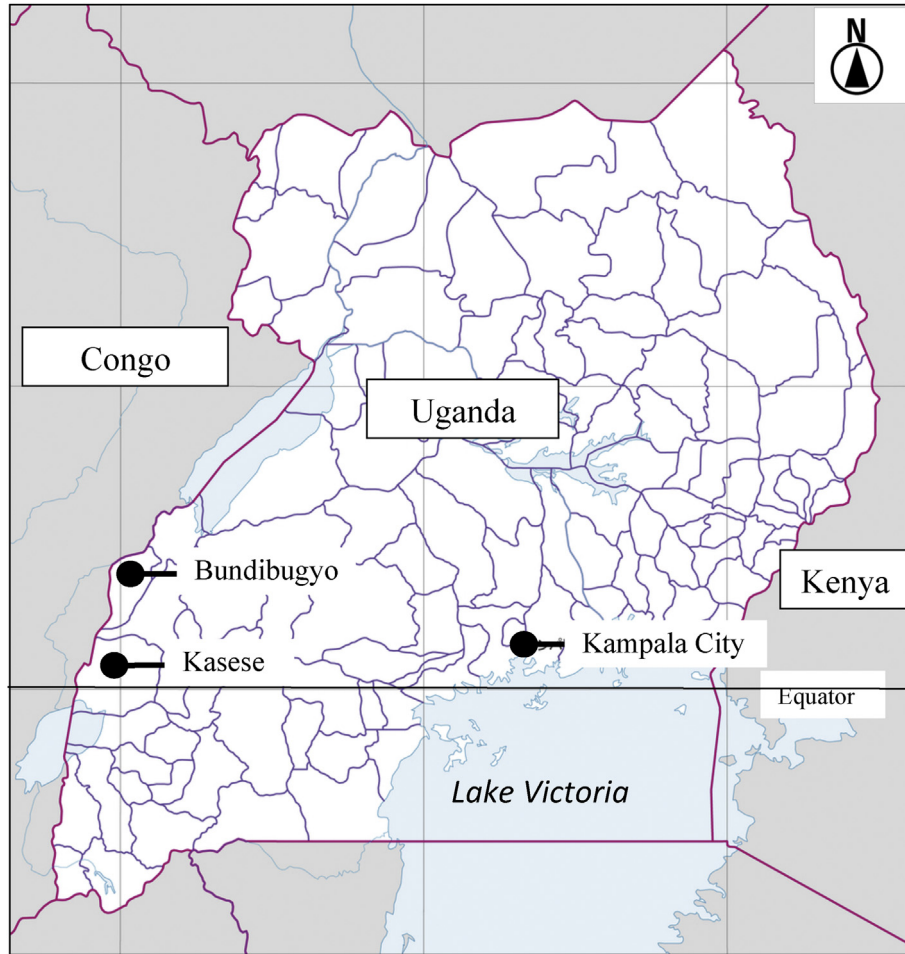 N
Congo
Uganda
Bundibugyo
Kenya
Kampala City
Kasese
Equator
Lake Victoria